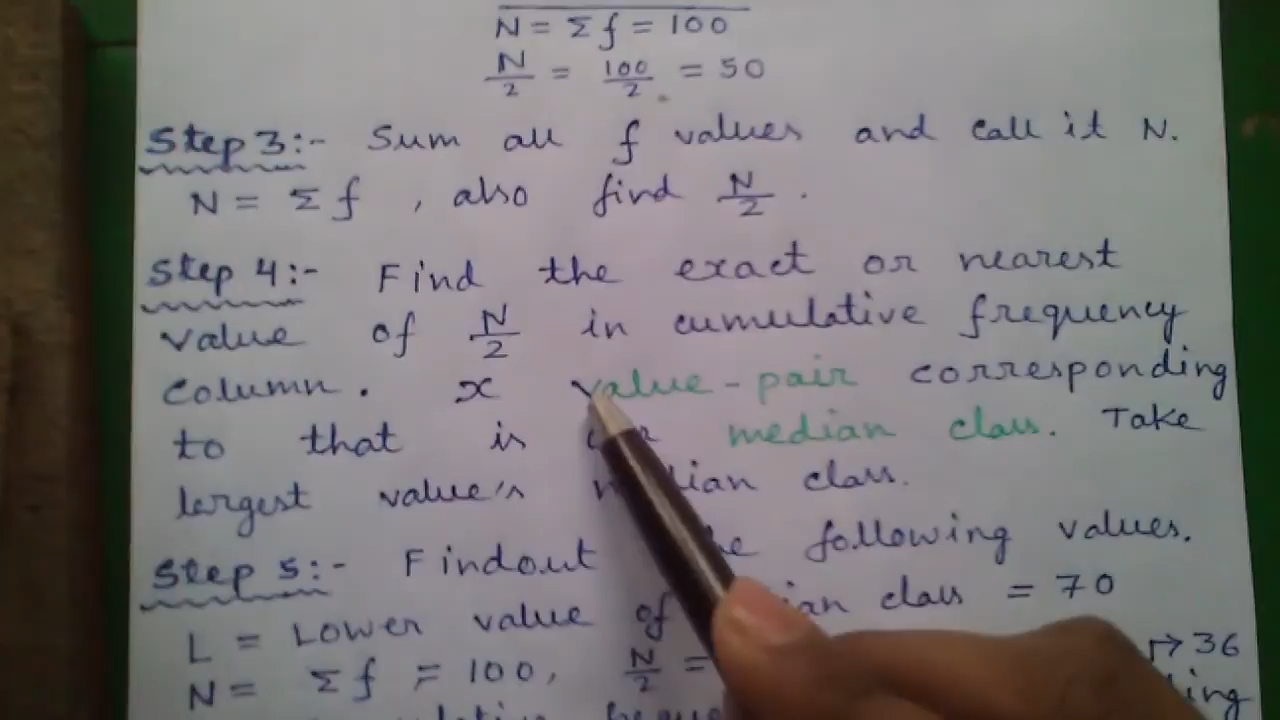 N = Σf = 100
N/2 = 100/2 = 50
Step 3:- Sum all f values and call it N.
N = Σf , also find N/2 .
Step 4:- Find the exact or nearest
value of N/2 in cumulative frequency
column. x value-pair corresponding
to that is median class. Take
largest value's median class.
Step 5:- Findout the following values.
L = Lower value of median class = 70
→ 36
N = Σf = 100, N/2 =